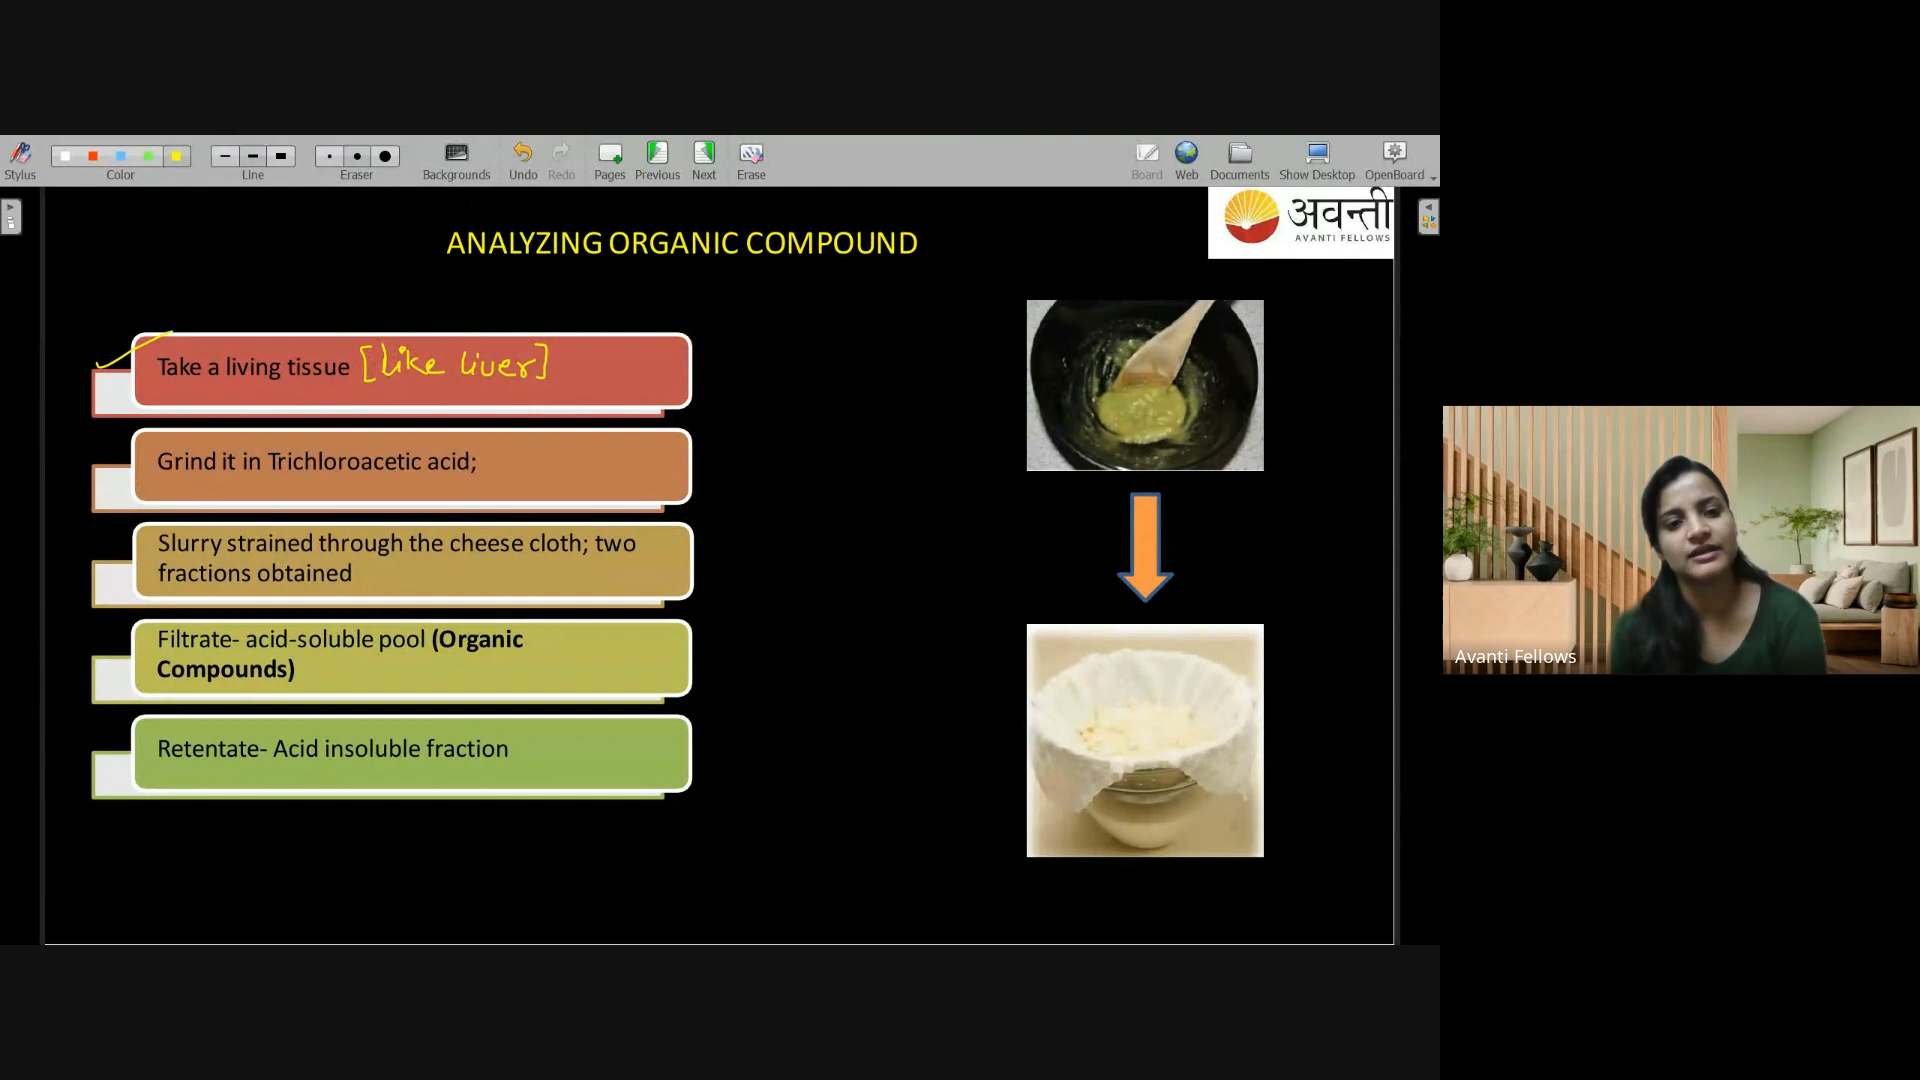 Stylus
Color
Line
Eraser
Backgrounds
Undo
Redo
Pages
Previous
Next
Erase
Board
Web
Documents
Show Desktop
OpenBoard
अवन्ती
AVANTI FELLOWS
ANALYZING ORGANIC COMPOUND
Take a living tissue [like liver]
Grind it in Trichloroacetic acid;
Slurry strained through the cheese cloth; two
fractions obtained
Filtrate- acid-soluble pool (Organic
Compounds)
Retentate- Acid insoluble fraction
Avanti Fellows